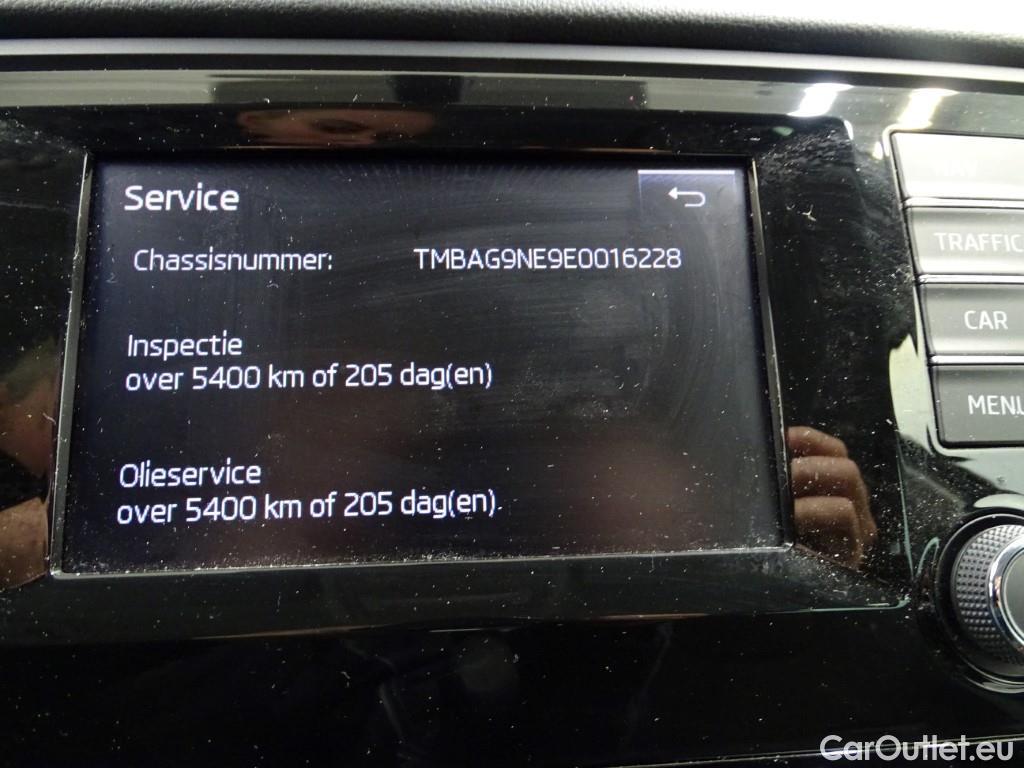 Service
Chassisnummer: TMBAG9NE9E0016228
Inspectie
over 5400 km of 205 dag(en)
Olieservice
over 5400 km of 205 dag(en)
NAV
TRAFFIC
CAR
MENU
CarOutlet.eu